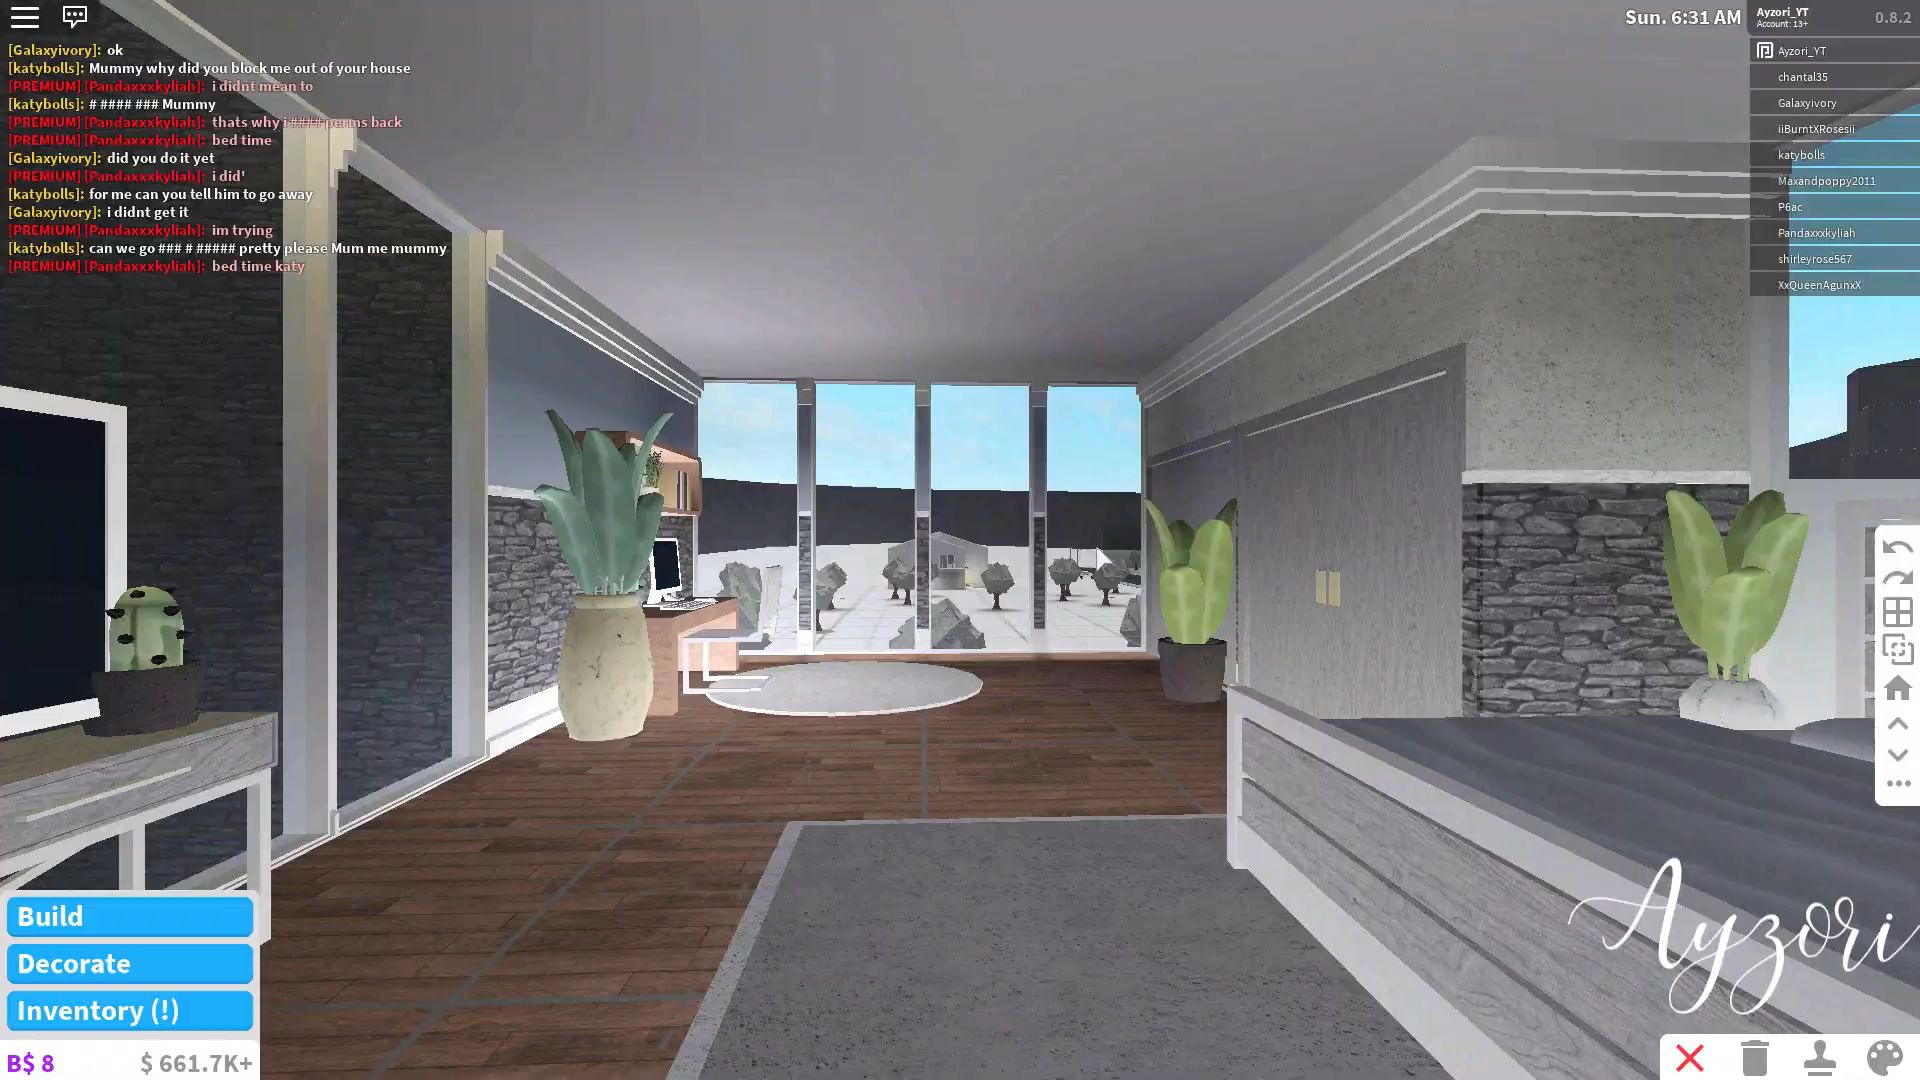 Sun. 6:31 AM
Ayzori_YT
Account: 13+
0.8.2
[Galaxyivory]: ok
[katybolls]: Mummy why did you block me out of your house
[PREMIUM] [Pandaxxxkyliah]: i didnt mean to
[katybolls]: # #### ### Mummy
[PREMIUM] [Pandaxxxkyliah]: thats why i #### perms back
[PREMIUM] [Pandaxxxkyliah]: bed time
[Galaxyivory]: did you do it yet
[PREMIUM] [Pandaxxxkyliah]: i did'
[katybolls]: for me can you tell him to go away
[Galaxyivory]: i didnt get it
[PREMIUM] [Pandaxxxkyliah]: im trying
[katybolls]: can we go ### # ##### pretty please Mum me mummy
[PREMIUM] [Pandaxxxkyliah]: bed time katy
Ayzori_YT
chantal35
Galaxyivory
iiBurntXRosesii
katybolls
Maxandpoppy2011
P6ac
Pandaxxxkyliah
shirleyrose567
XxQueenAgunxX
Build
Decorate
Inventory (!)
B$ 8
$ 661.7K+
Ayzori